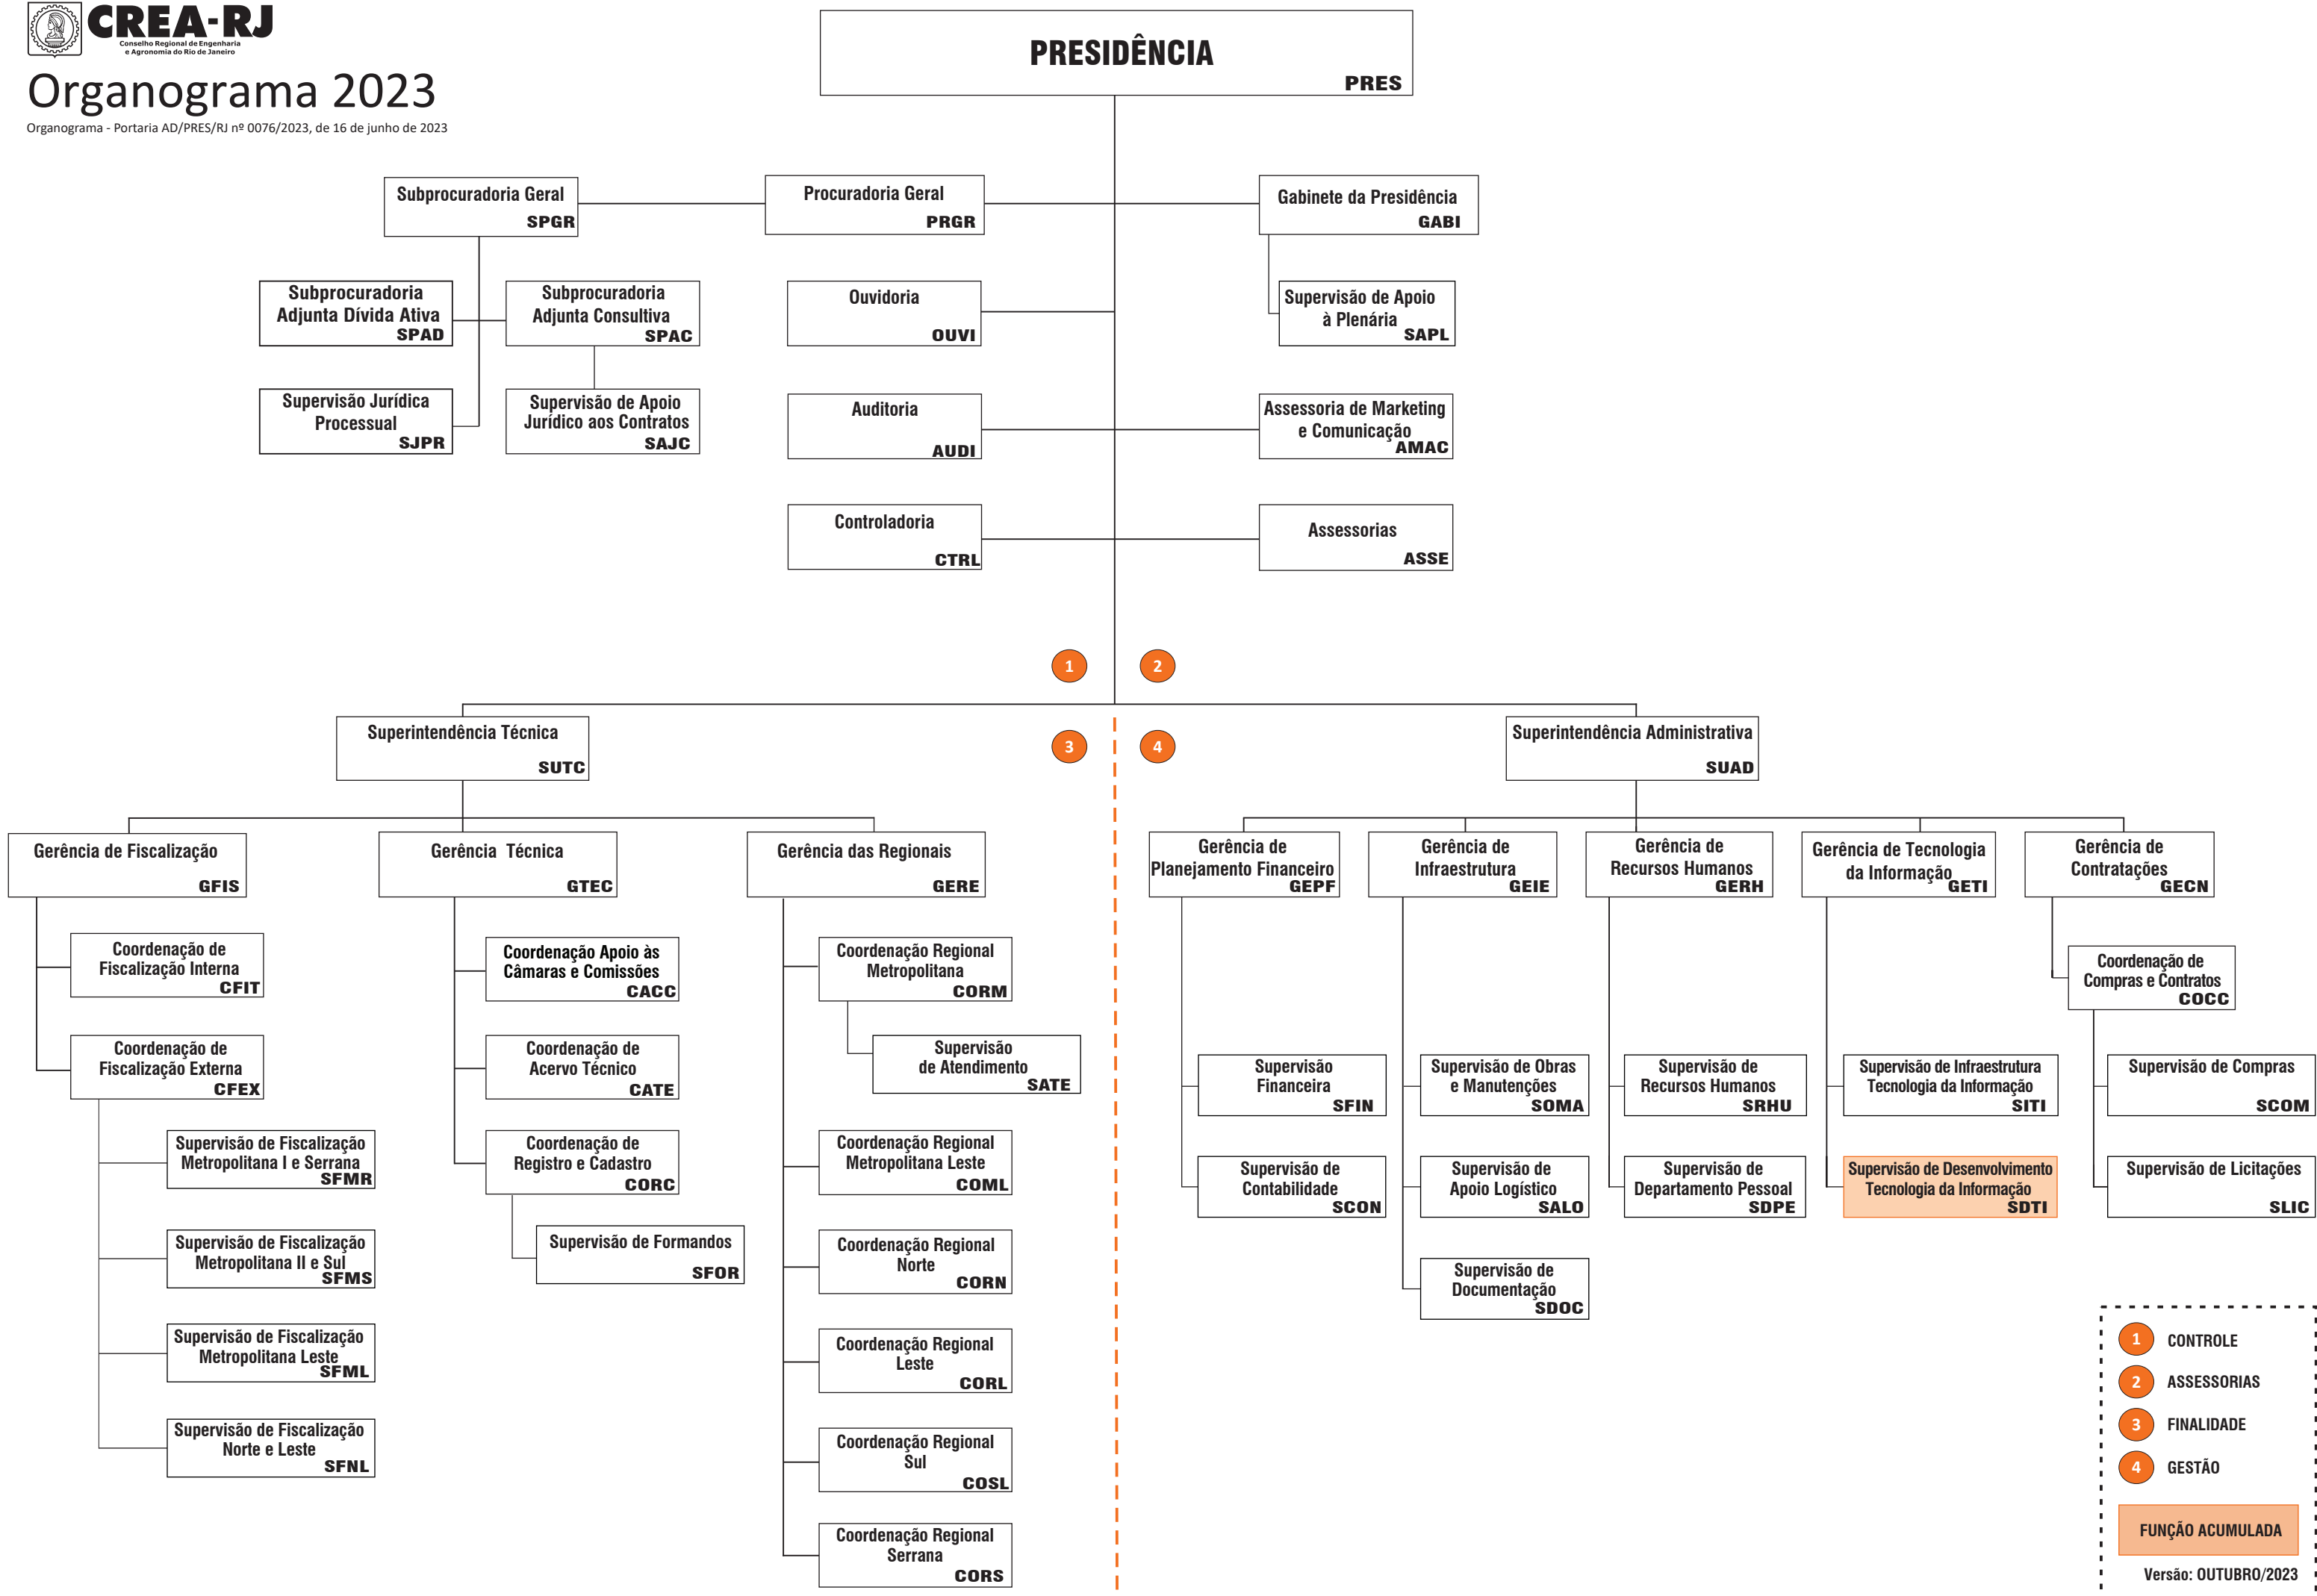 CREA-RJ
Conselho Regional de Engenharia
e Agronomia do Rio de Janeiro
Organograma 2023
Organograma - Portaria AD/PRES/RJ nº 0076/2023, de 16 de junho de 2023
PRESIDÊNCIA
PRES
Subprocuradoria Geral
SPGR
Procuradoria Geral
PRGR
Gabinete da Presidência
GABI
Subprocuradoria
Adjunta Dívida Ativa
SPAD
Subprocuradoria
Adjunta Consultiva
SPAC
Ouvidoria
OUVI
Supervisão de Apoio
à Plenária
SAPL
Supervisão Jurídica
Processual
SJPR
Supervisão de Apoio
Jurídico aos Contratos
SAJC
Auditoria
AUDI
Assessoria de Marketing
e Comunicação
AMAC
Controladoria
CTRL
Assessorias
ASSE
1
2
3
4
Superintendência Técnica
SUTC
Superintendência Administrativa
SUAD
Gerência de Fiscalização
GFIS
Gerência Técnica
GTEC
Gerência das Regionais
GERE
Gerência de
Planejamento Financeiro
GEPF
Gerência de
Infraestrutura
GEIE
Gerência de
Recursos Humanos
GERH
Gerência de Tecnologia
da Informação
GETI
Gerência de
Contratações
GECN
Coordenação de
Fiscalização Interna
CFIT
Coordenação de
Fiscalização Externa
CFEX
Supervisão de Fiscalização
Metropolitana I e Serrana
SFMR
Supervisão de Fiscalização
Metropolitana II e Sul
SFMS
Supervisão de Fiscalização
Metropolitana Leste
SFML
Supervisão de Fiscalização
Norte e Leste
SFNL
Coordenação Apoio às
Câmaras e Comissões
CACC
Coordenação de
Acervo Técnico
CATE
Coordenação de
Registro e Cadastro
CORC
Supervisão de Formandos
SFOR
Coordenação Regional
Metropolitana
CORM
Supervisão
de Atendimento
SATE
Coordenação Regional
Metropolitana Leste
COML
Coordenação Regional
Norte
CORN
Coordenação Regional
Leste
CORL
Coordenação Regional
Sul
COSL
Coordenação Regional
Serrana
CORS
Supervisão
Financeira
SFIN
Supervisão de
Contabilidade
SCON
Supervisão de Obras
e Manutenções
SOMA
Supervisão de
Apoio Logístico
SALO
Supervisão de
Documentação
SDOC
Supervisão de
Recursos Humanos
SRHU
Supervisão de
Departamento Pessoal
SDPE
Supervisão de Infraestrutura
Tecnologia da Informação
SITI
Supervisão de Desenvolvimento
Tecnologia da Informação
SDTI
Coordenação de
Compras e Contratos
COCC
Supervisão de Compras
SCOM
Supervisão de Licitações
SLIC
1 CONTROLE
2 ASSESSORIAS
3 FINALIDADE
4 GESTÃO
FUNÇÃO ACUMULADA
Versão: OUTUBRO/2023